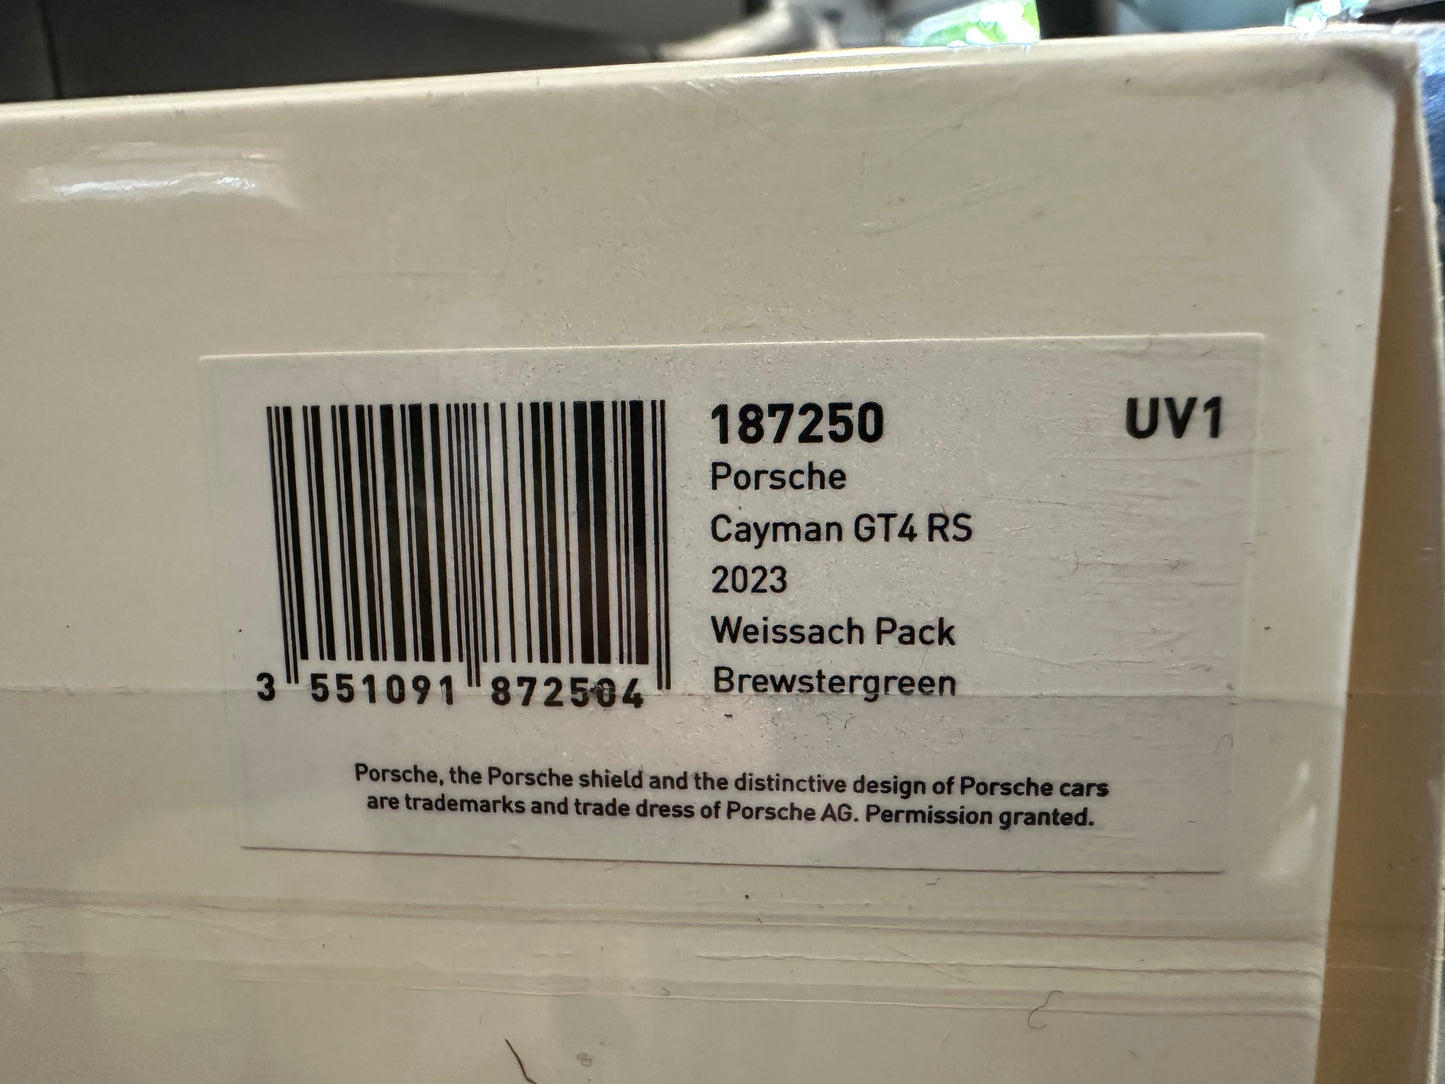 187250
UV1
Porsche
Cayman GT4 RS
2023
Weissach Pack
Brewstergreen
3 551091 872504
Porsche, the Porsche shield and the distinctive design of Porsche cars
are trademarks and trade dress of Porsche AG. Permission granted.